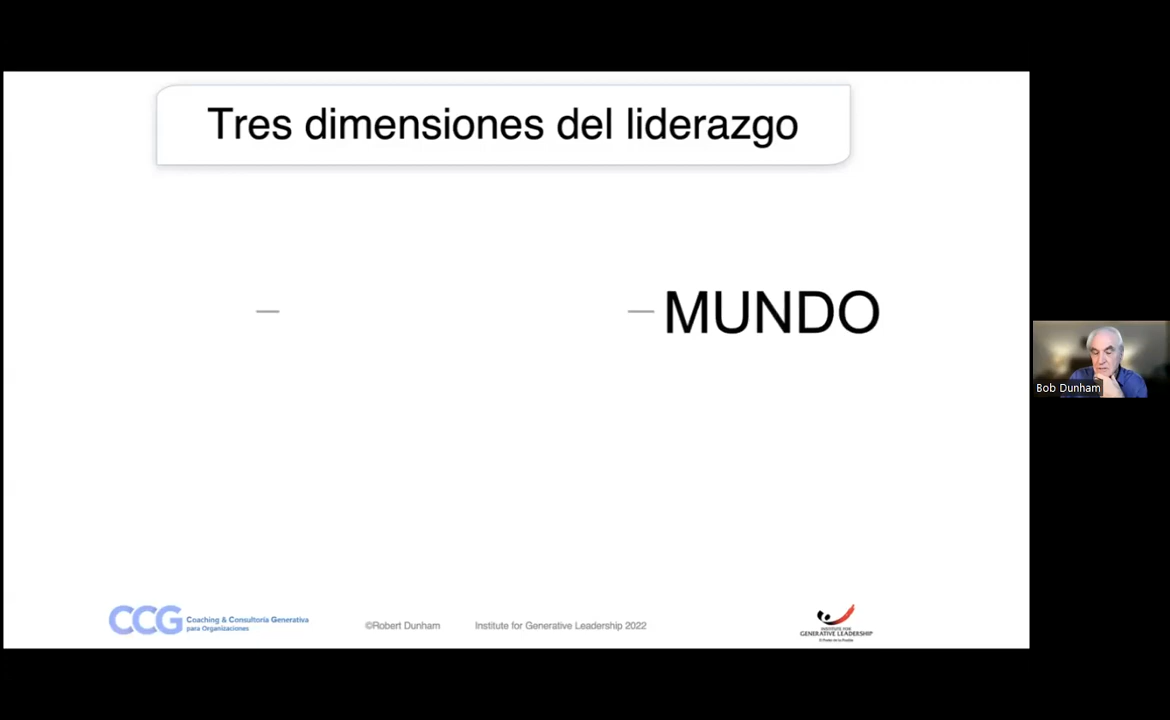 Tres dimensiones del liderazgo
— — MUNDO
Bob Dunham
CCG Coaching & Consultoría Generativa
para Organizaciones
©Robert Dunham Institute for Generative Leadership 2022
INSTITUTE FOR
GENERATIVE LEADERSHIP